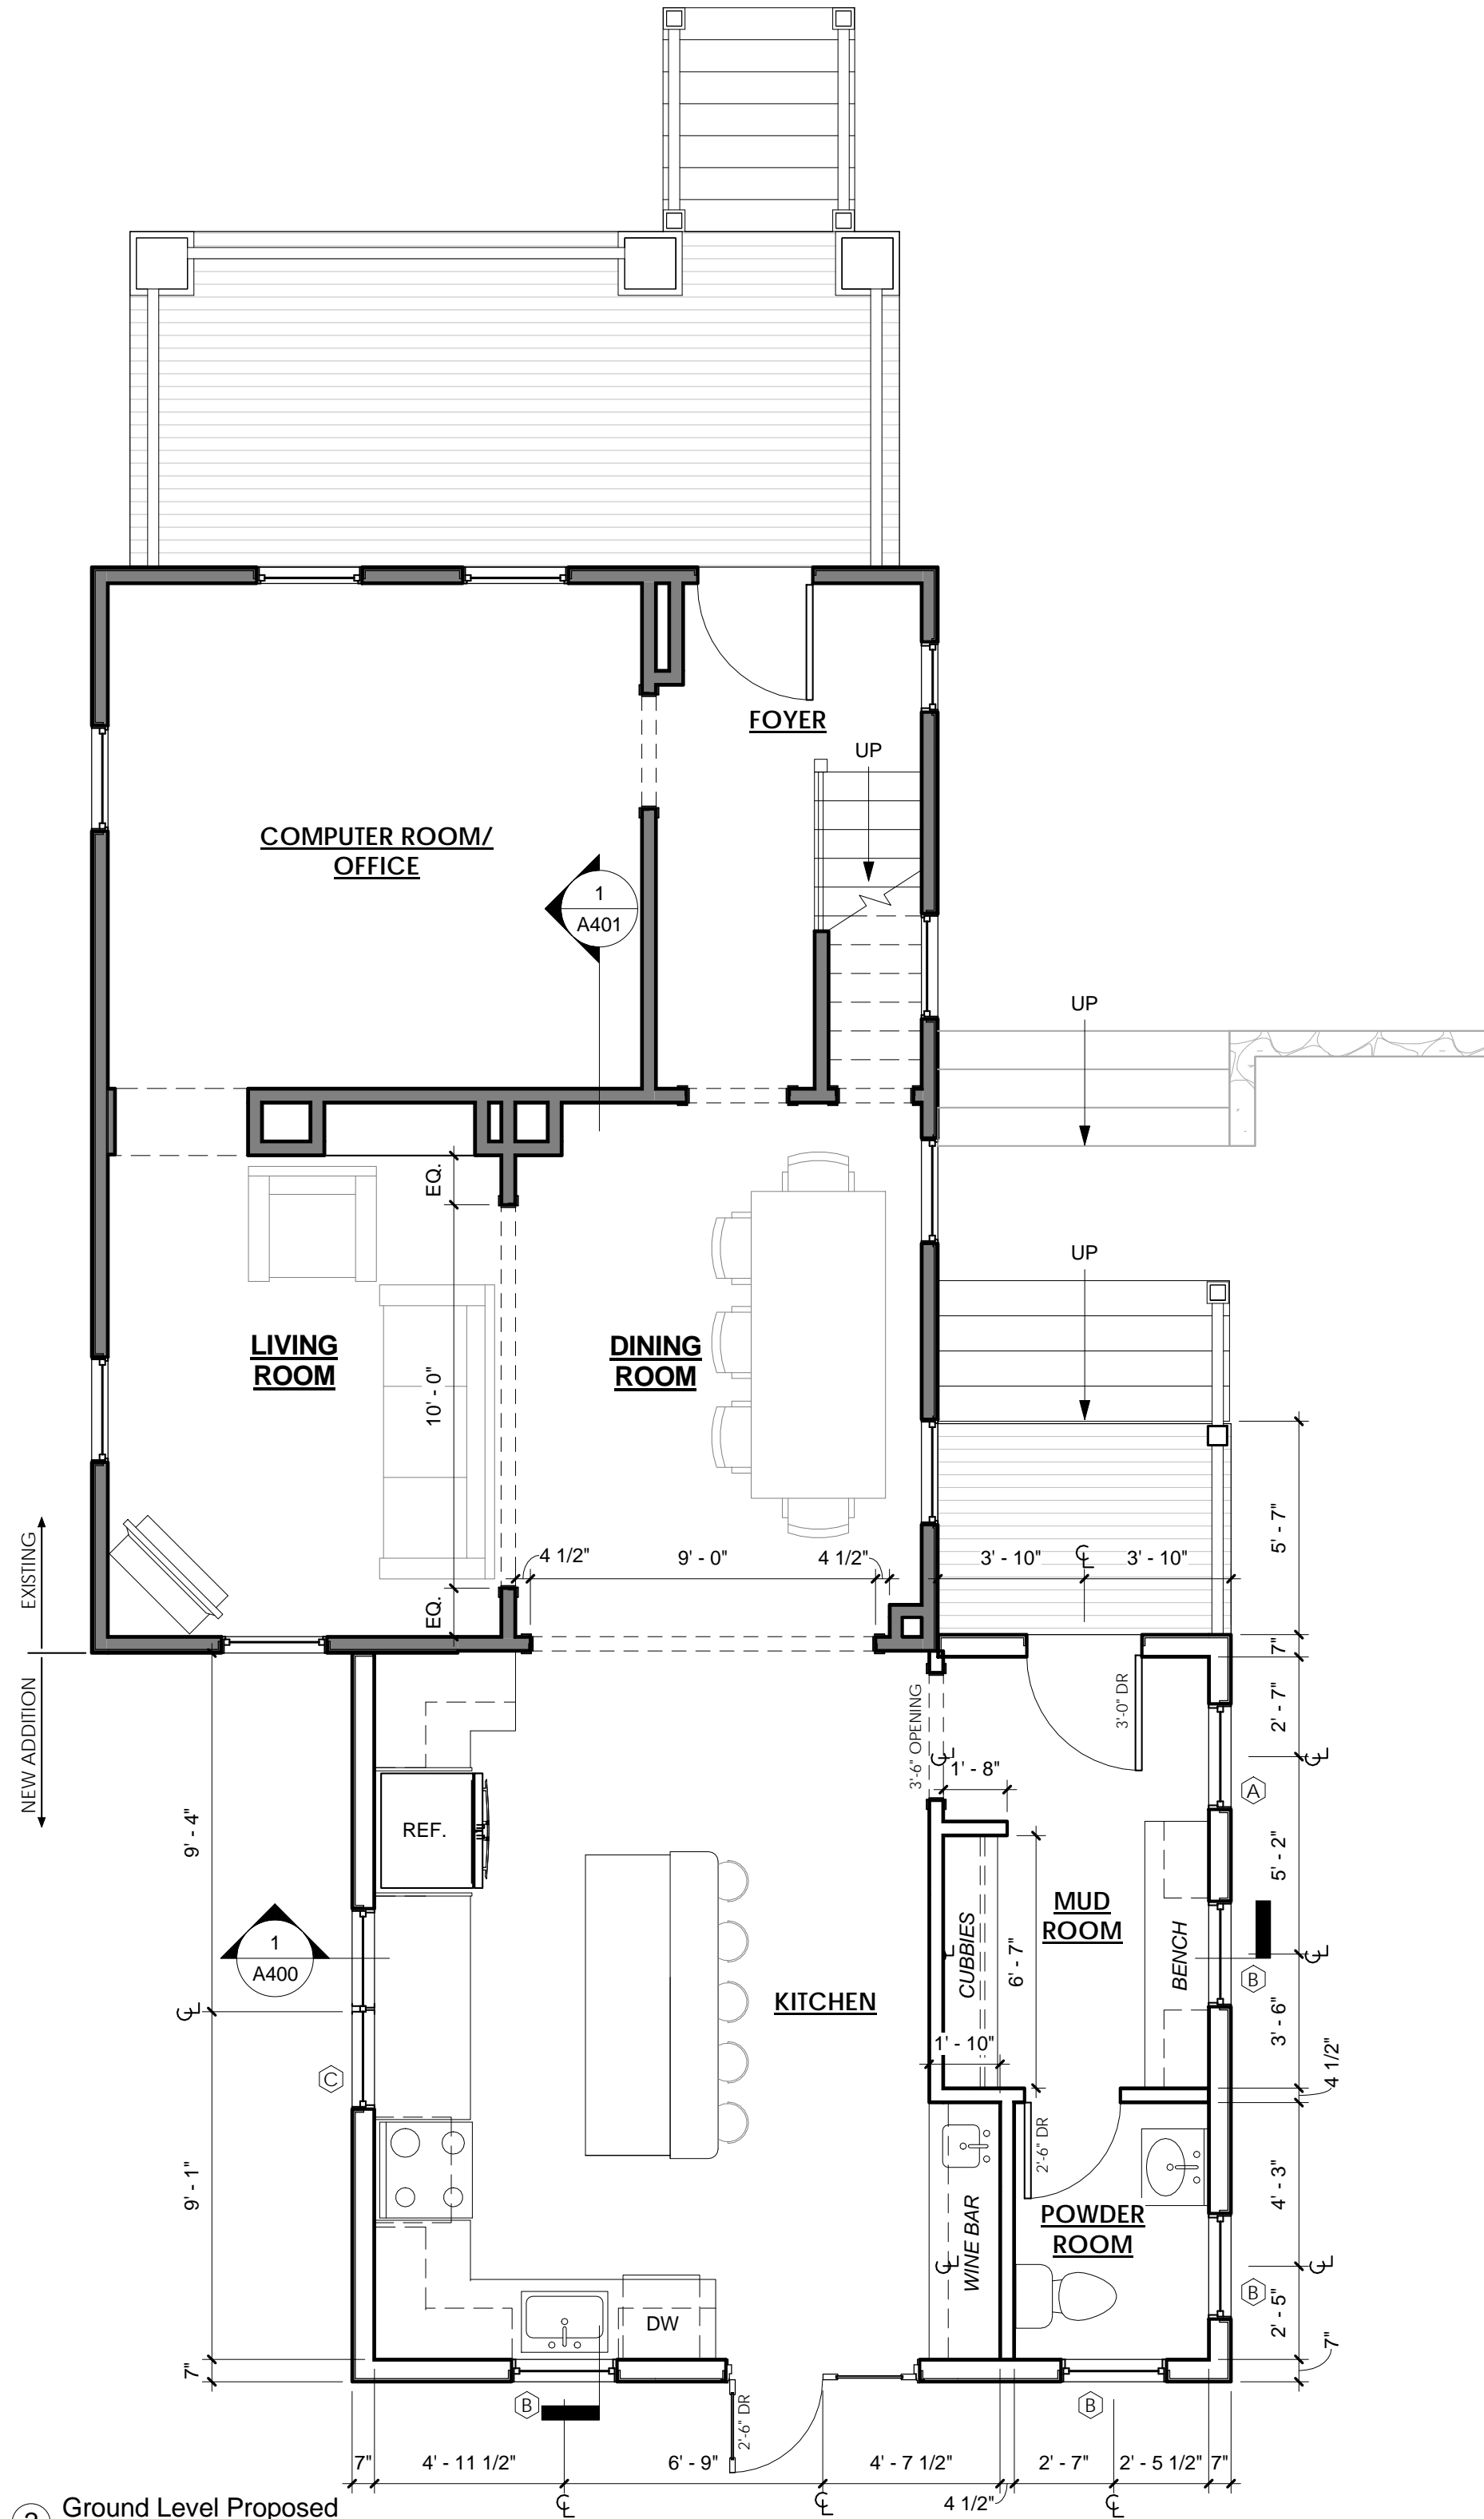 FOYER
UP
COMPUTER ROOM/
OFFICE
1
A401
UP
EQ.
UP
LIVING
ROOM
DINING
ROOM
10' - 0"
5' - 7"
EXISTING
4 1/2"
9' - 0"
4 1/2"
3' - 10"
3' - 10"
EQ.
7"
NEW ADDITION
3'-6" OPENING
3'-0" DR
2' - 7"
1' - 8"
A
9' - 4"
REF.
5' - 2"
MUD
ROOM
1
A400
CUBBIES
6' - 7"
BENCH
B
KITCHEN
3' - 6"
1' - 10"
4 1/2"
C
2'-6" DR
9' - 1"
4' - 3"
POWDER
ROOM
WINE BAR
B
DW
2' - 5"
7"
7"
B
2'-6" DR
B
7"
4' - 11 1/2"
6' - 9"
4' - 7 1/2"
2' - 7"
2' - 5 1/2"
7"
4 1/2"
Ground Level Proposed